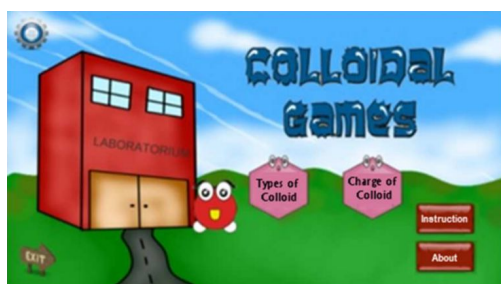 COLLOIDAL
GAMES
LABORATORIUM
Types of
Colloid
Charge of
Colloid
Instruction
About
EXIT